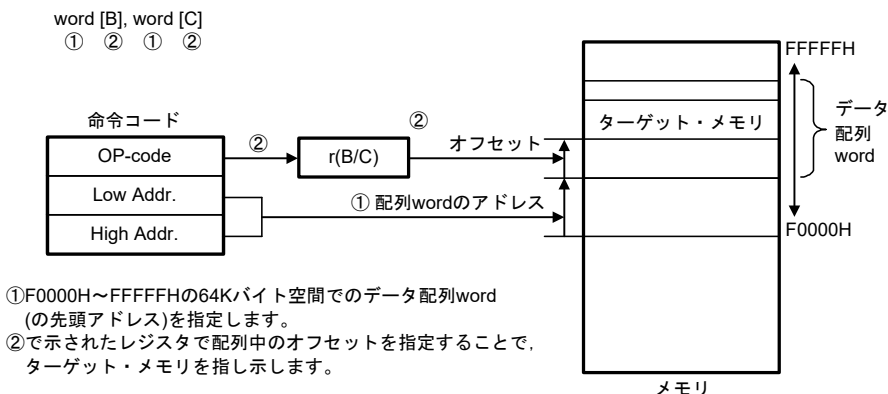 word [B], word [C]
① ② ① ②
命令コード
OP-code
Low Addr.
High Addr.
②
r(B/C)
②
オフセット
① 配列wordのアドレス
ターゲット・メモリ
FFFFFH
データ
配列
word
F0000H
メモリ
①F0000H～FFFFFHの64Kバイト空間でのデータ配列word
(の先頭アドレス)を指定します。
②で示されたレジスタで配列中のオフセットを指定することで,
ターゲット・メモリを指し示します。